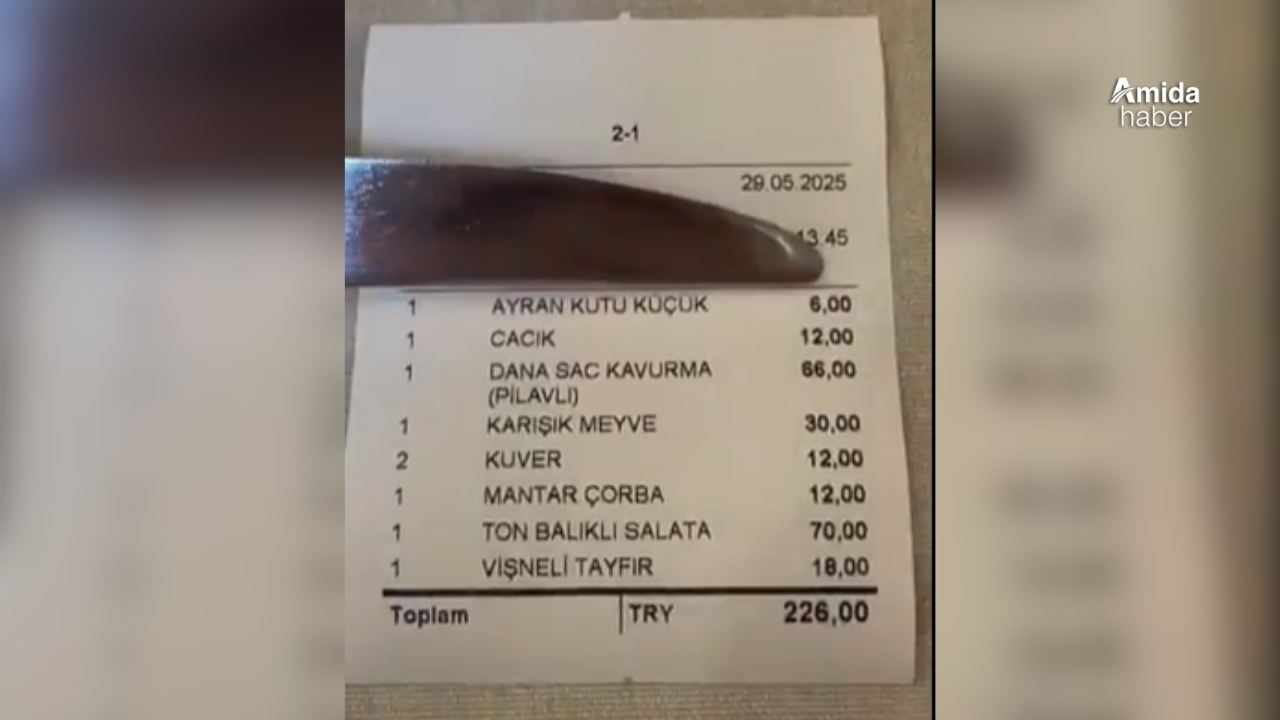 Amida
haber
2-1
29.05.2025
13:45
1 AYRAN KUTU KÜÇÜK 6,00
1 CACIK 12,00
1 DANA SAC KAVURMA 66,00
(PİLAVLI)
1 KARIŞIK MEYVE 30,00
2 KUVER 12,00
1 MANTAR ÇORBA 12,00
1 TON BALIKLI SALATA 70,00
1 VİŞNELİ TAYFIR 18,00
Toplam TRY 226,00